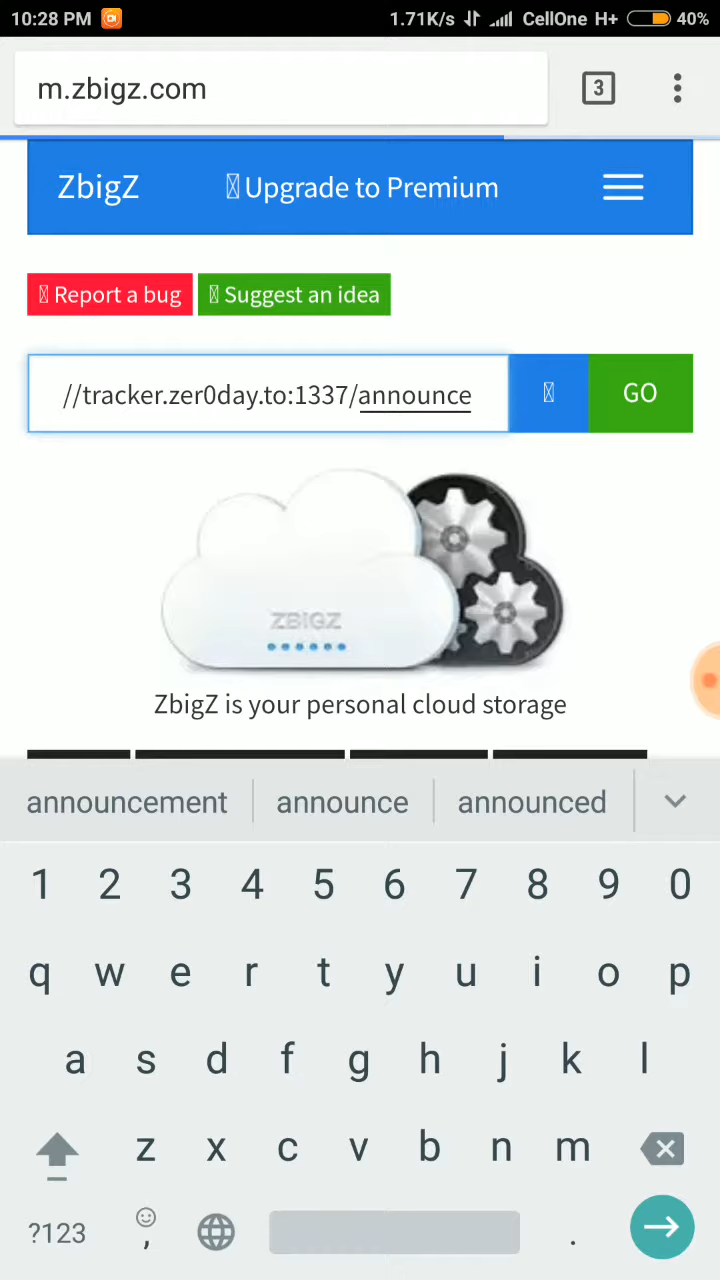 10:28 PM 1.71K/s CellOne H+ 40%
m.zbigz.com 3
ZbigZ Upgrade to Premium
Report a bug Suggest an idea
//tracker.zer0day.to:1337/announce GO
ZBIGZ
ZbigZ is your personal cloud storage
announcement announce announced
1 2 3 4 5 6 7 8 9 0
q w e r t y u i o p
a s d f g h j k l
z x c v b n m
?123 , .